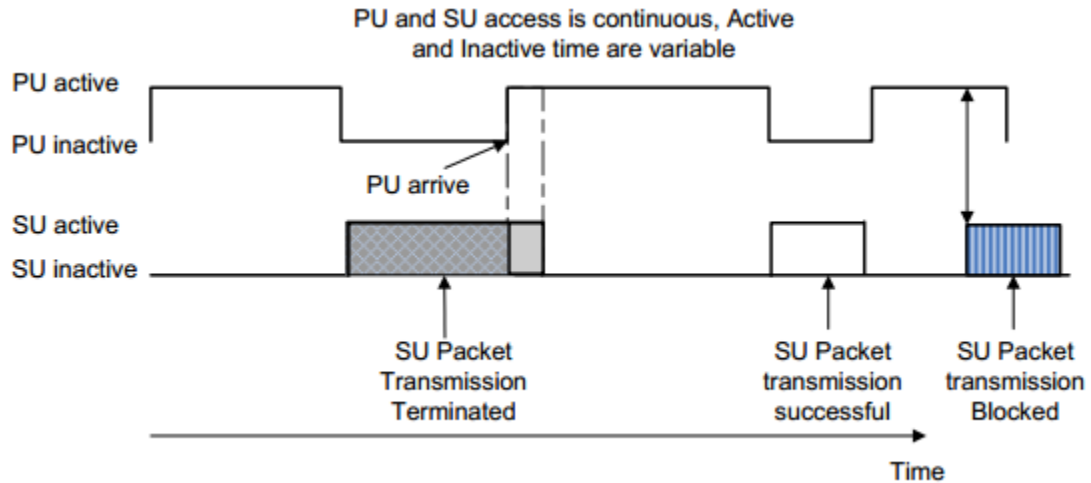 PU and SU access is continuous, Active
and Inactive time are variable
PU active
PU inactive
PU arrive
SU active
SU inactive
SU Packet
Transmission
Terminated
SU Packet
transmission
successful
SU Packet
transmission
Blocked
Time